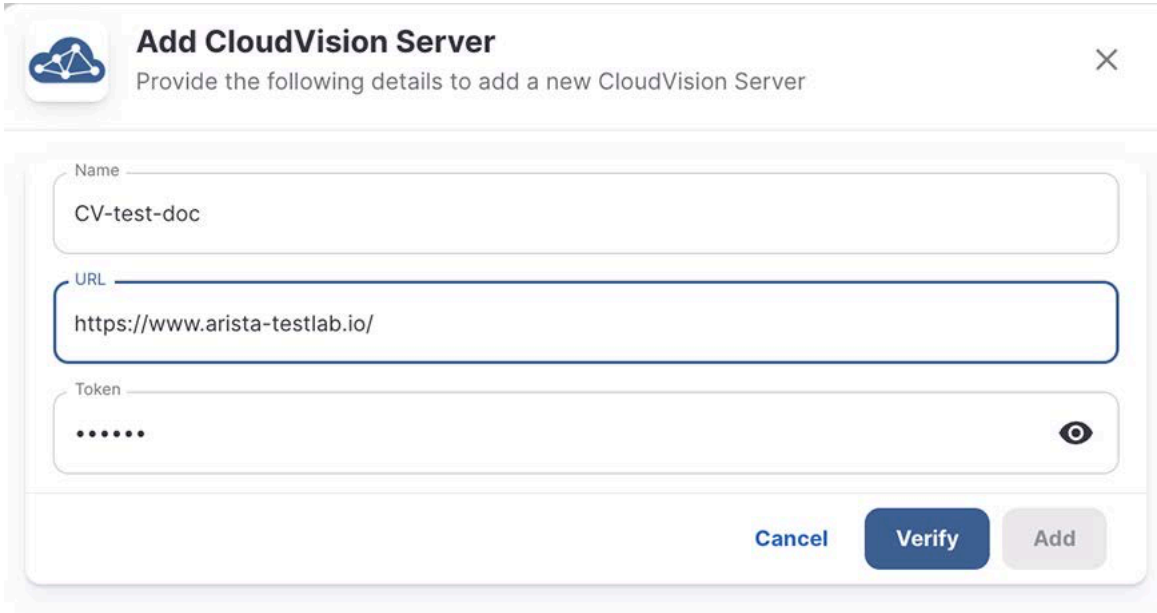 Add CloudVision Server
Provide the following details to add a new CloudVision Server
Name
CV-test-doc
URL
https://www.arista-testlab.io/
Token
••••••
Cancel Verify Add